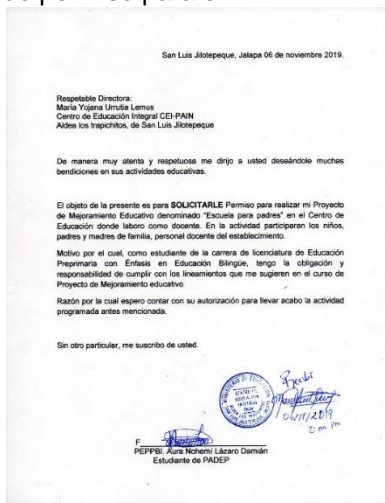 San Luis Jilotepeque, Jalapa 06 de noviembre 2019.
Respetable Directora:
María Yojana Urrutia Lemus
Centro de Educación Integral CEI-PAIN
Aldea los trapichitos, de San Luis Jilotepeque
De manera muy atenta y respetuosa me dirijo a usted deseándole muchas
bendiciones en sus actividades educativas.
El objeto de la presente es para SOLICITARLE Permiso para realizar mi Proyecto
de Mejoramiento Educativo denominado "Escuela para padres" en el Centro de
Educación donde laboro como docente. En la actividad participaran los niños,
padres y madres de familia, personal docente del establecimiento.
Motivo por el cual, como estudiante de la carrera de licenciatura de Educación
Preprimaria con Énfasis en Educación Bilingüe, tengo la obligación y
responsabilidad de cumplir con los lineamientos que me sugieren en el curso de
Proyecto de Mejoramiento educativo
Razón por la cual espero contar con su autorización para llevar acabo la actividad
programada antes mencionada.
Sin otro particular, me suscribo de usted.
Recibí
06/11/2019
2:00 pm
F.
PEPPBI. Aura Nohemí Lázaro Damián
Estudiante de PADEP